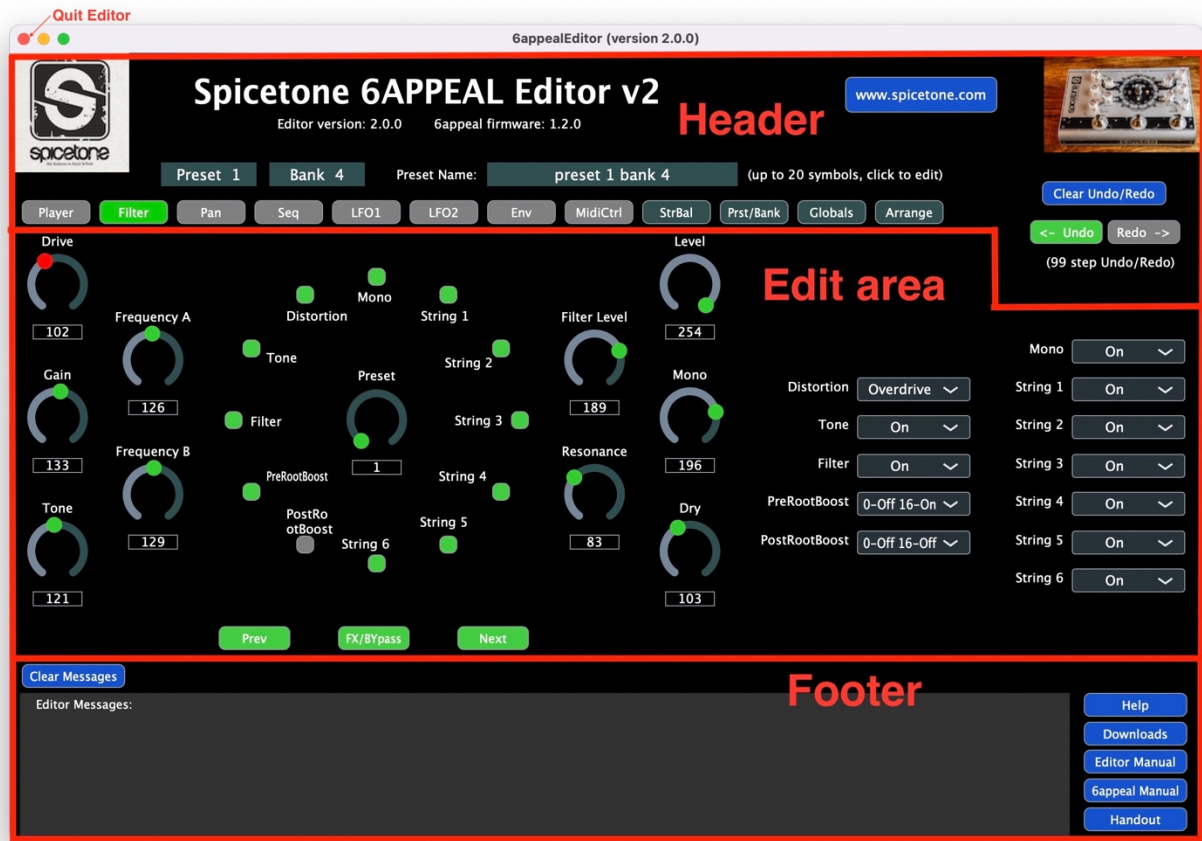 Quit Editor
6appealEditor (version 2.0.0)
S
spicetone
Spicetone 6APPEAL Editor v2
Editor version: 2.0.0 6appeal firmware: 1.2.0
Header
www.spicetone.com
Preset 1 Bank 4 Preset Name: preset 1 bank 4 (up to 20 symbols, click to edit)
Clear Undo/Redo
Player Filter Pan Seq LFO1 LFO2 Env MidiCtrl StrBal Prst/Bank Globals Arrange
<- Undo Redo ->
(99 step Undo/Redo)
Edit area
Drive
102
Gain
133
Tone
121
Frequency A
126
Frequency B
129
Distortion
Mono
String 1
Tone
String 2
Filter
Preset
1
String 3
PreRootBoost
String 4
PostRo
otBoost
String 6
String 5
Filter Level
189
Resonance
83
Level
254
Mono
196
Dry
103
Distortion Overdrive
Tone On
Filter On
PreRootBoost 0-Off 16-On
PostRootBoost 0-Off 16-Off
Mono On
String 1 On
String 2 On
String 3 On
String 4 On
String 5 On
String 6 On
Prev FX/BYpass Next
Clear Messages
Footer
Editor Messages:
Help
Downloads
Editor Manual
6appeal Manual
Handout